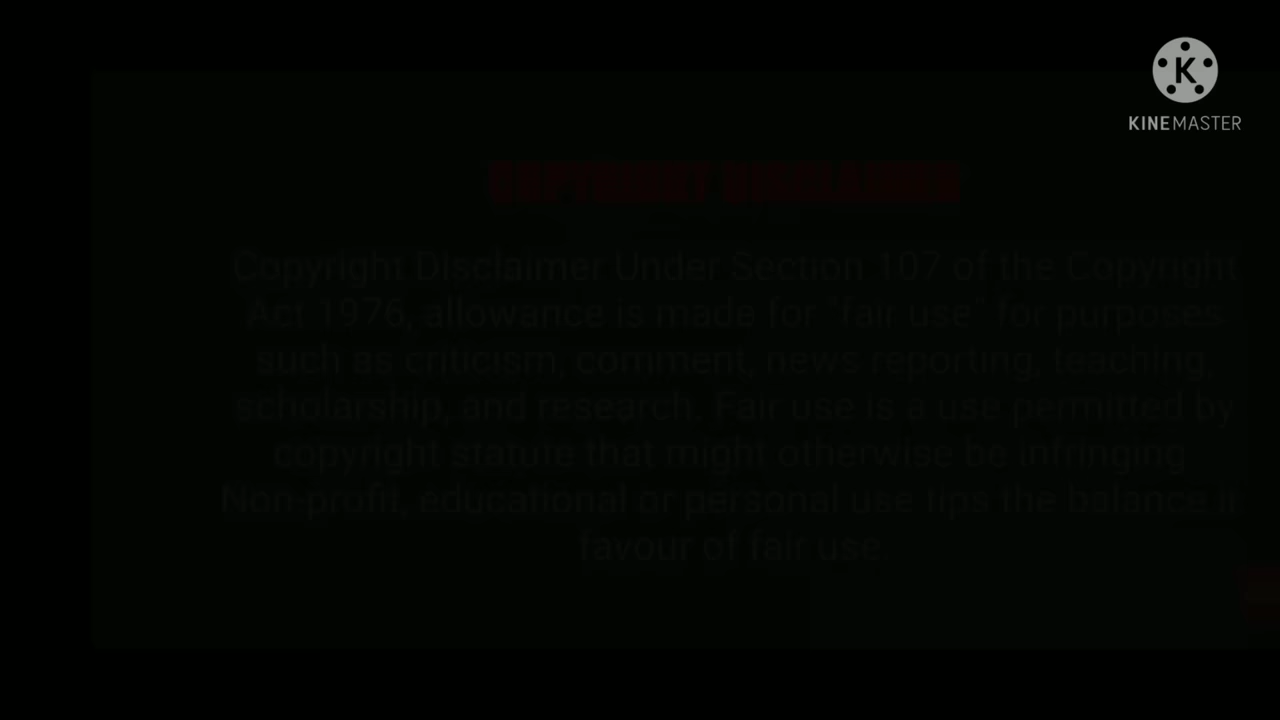 KINEMASTER
COPYRIGHT DISCLAIMER
Copyright Disclaimer Under Section 107 of the Copyright
Act 1976, allowance is made for "fair use" for purposes
such as criticism, comment, news reporting, teaching,
scholarship, and research. Fair use is a use permitted by
copyright statute that might otherwise be infringing
Non-profit, educational or personal use tips the balance
favour of fair use.